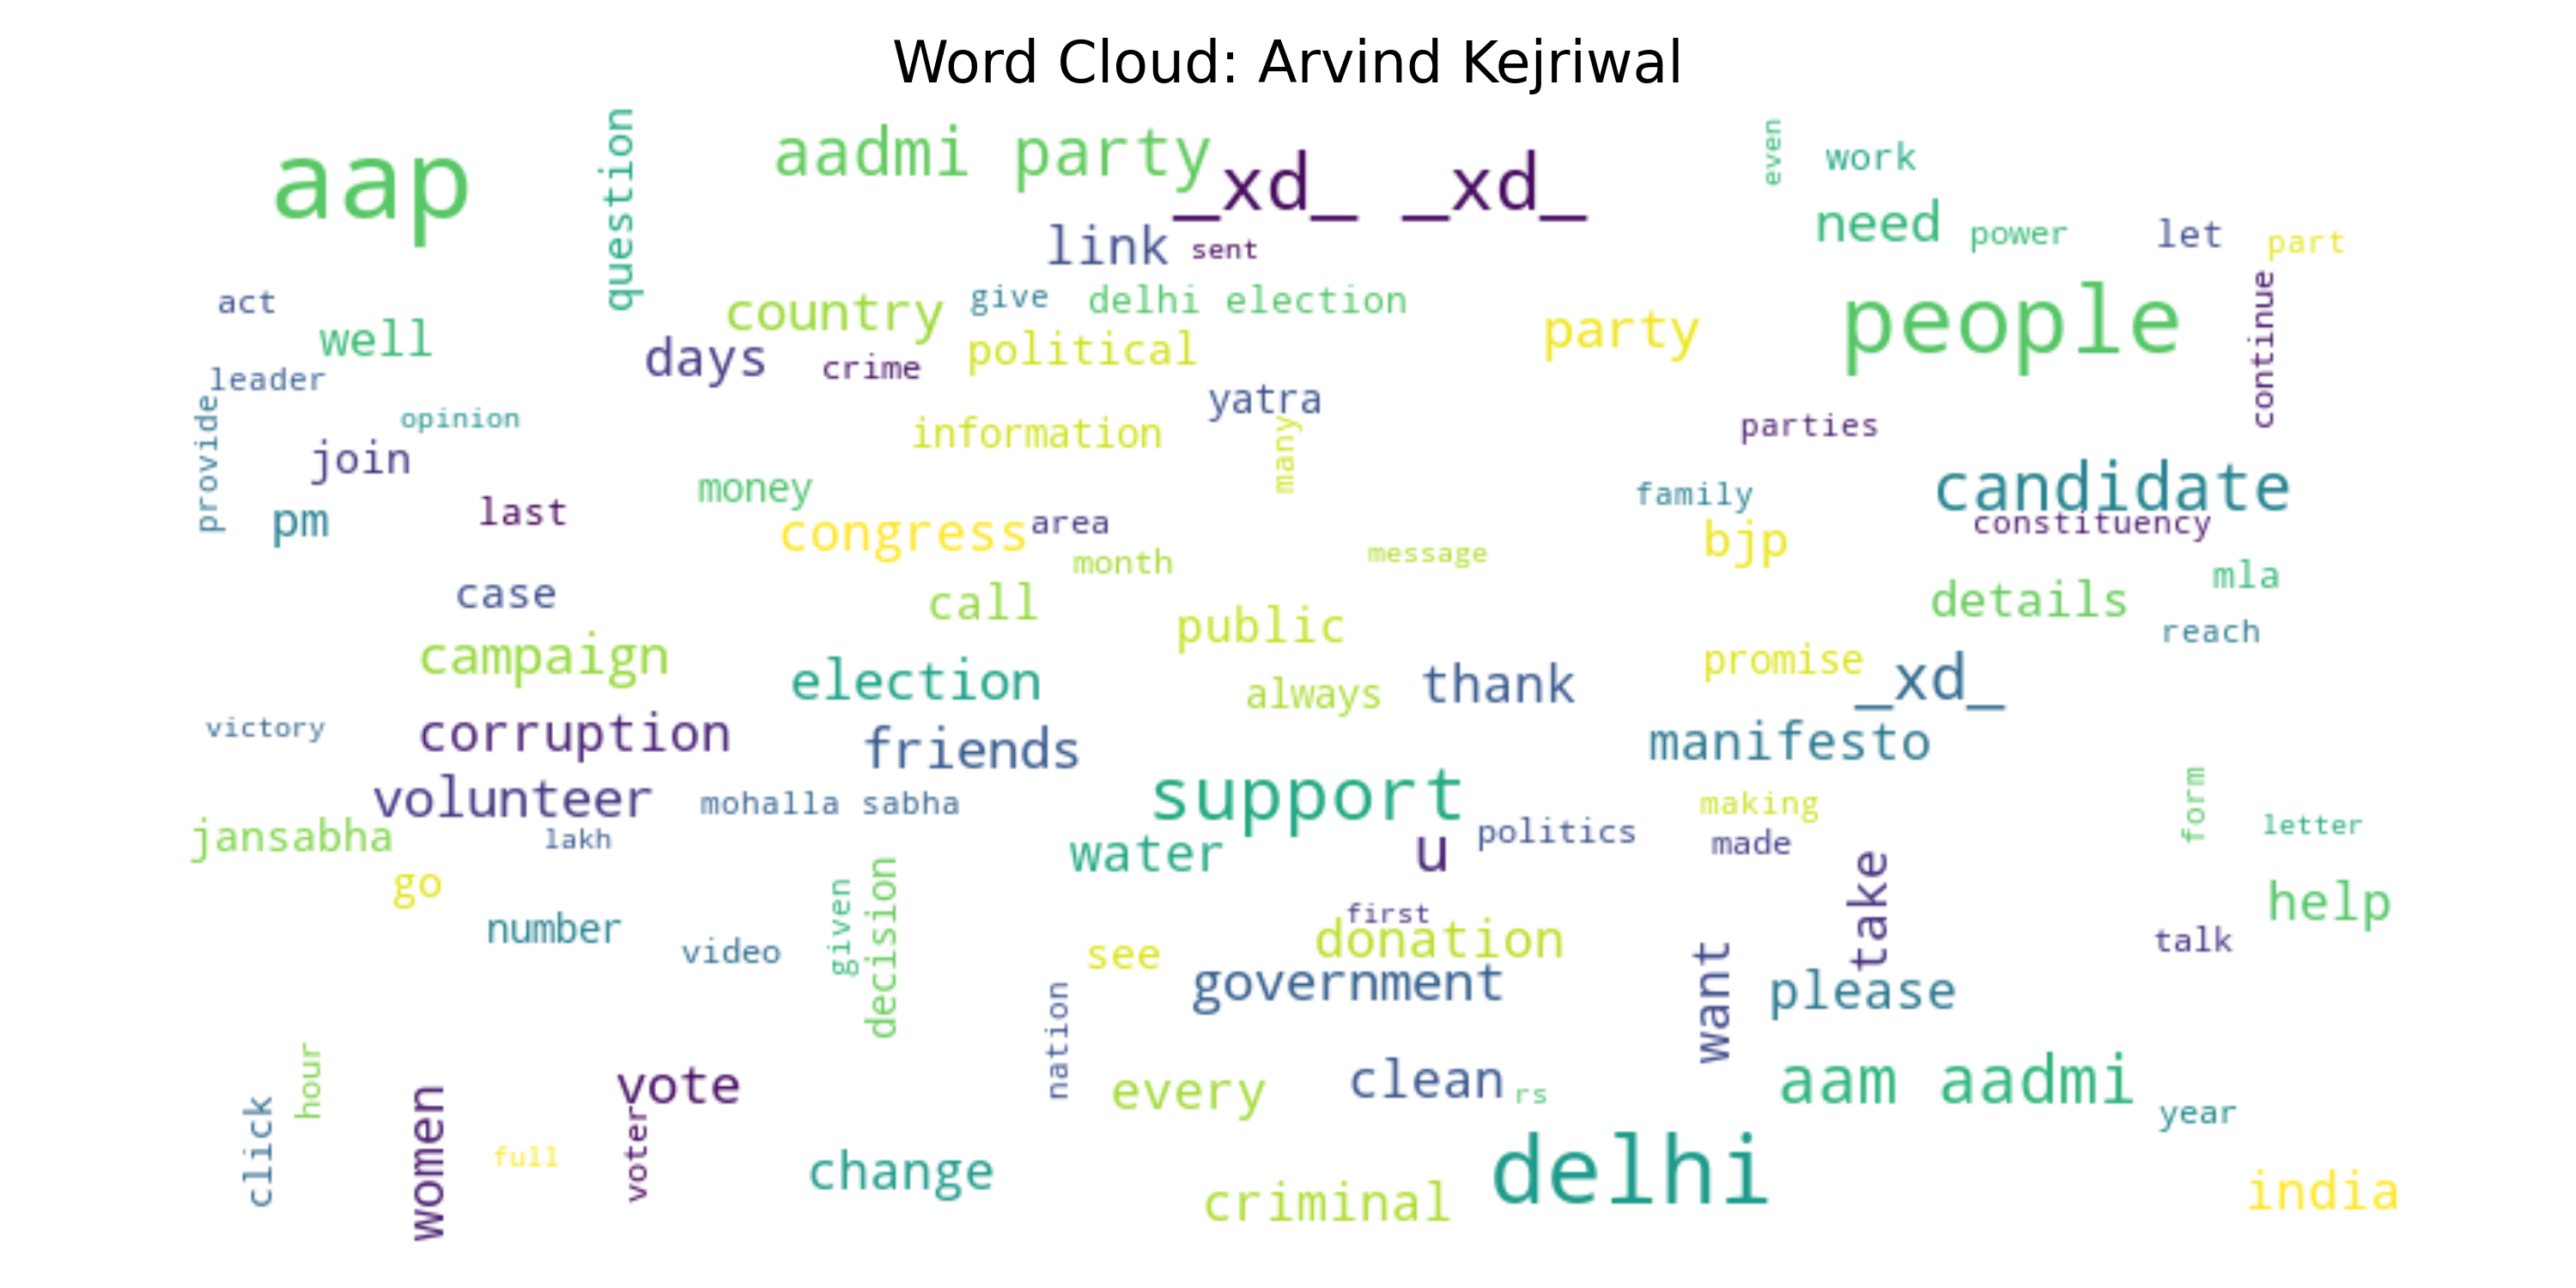 Word Cloud: Arvind Kejriwal
aap
question
aadmi party
_xd_ _xd_
even
work
need
power
let
part
link
sent
act
well
country
give
delhi election
party
people
continue
days
crime
political
leader
provide
opinion
yatra
many
parties
join
information
pm
last
money
congress
area
month
message
family
candidate
constituency
bjp
mla
case
call
public
details
reach
campaign
election
always
thank
promise
_xd_
victory
corruption
friends
manifesto
volunteer
mohalla sabha
support
making
form
letter
jansabha
lakh
water
u
politics
made
take
go
number
video
given
decision
first
donation
see
government
want
please
talk
help
nation
hour
click
women
full
vote
voter
change
every
clean
rs
criminal
delhi
aam aadmi
year
india